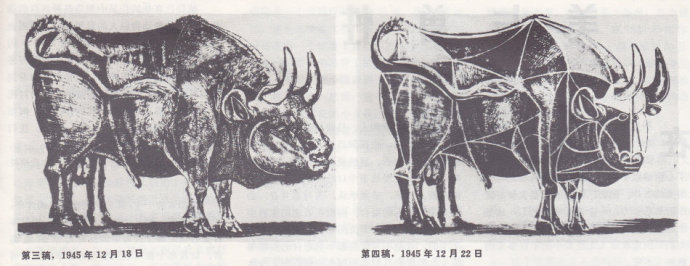 第三稿，1945 年 12 月 18 日
第四稿，1945 年 12 月 22 日